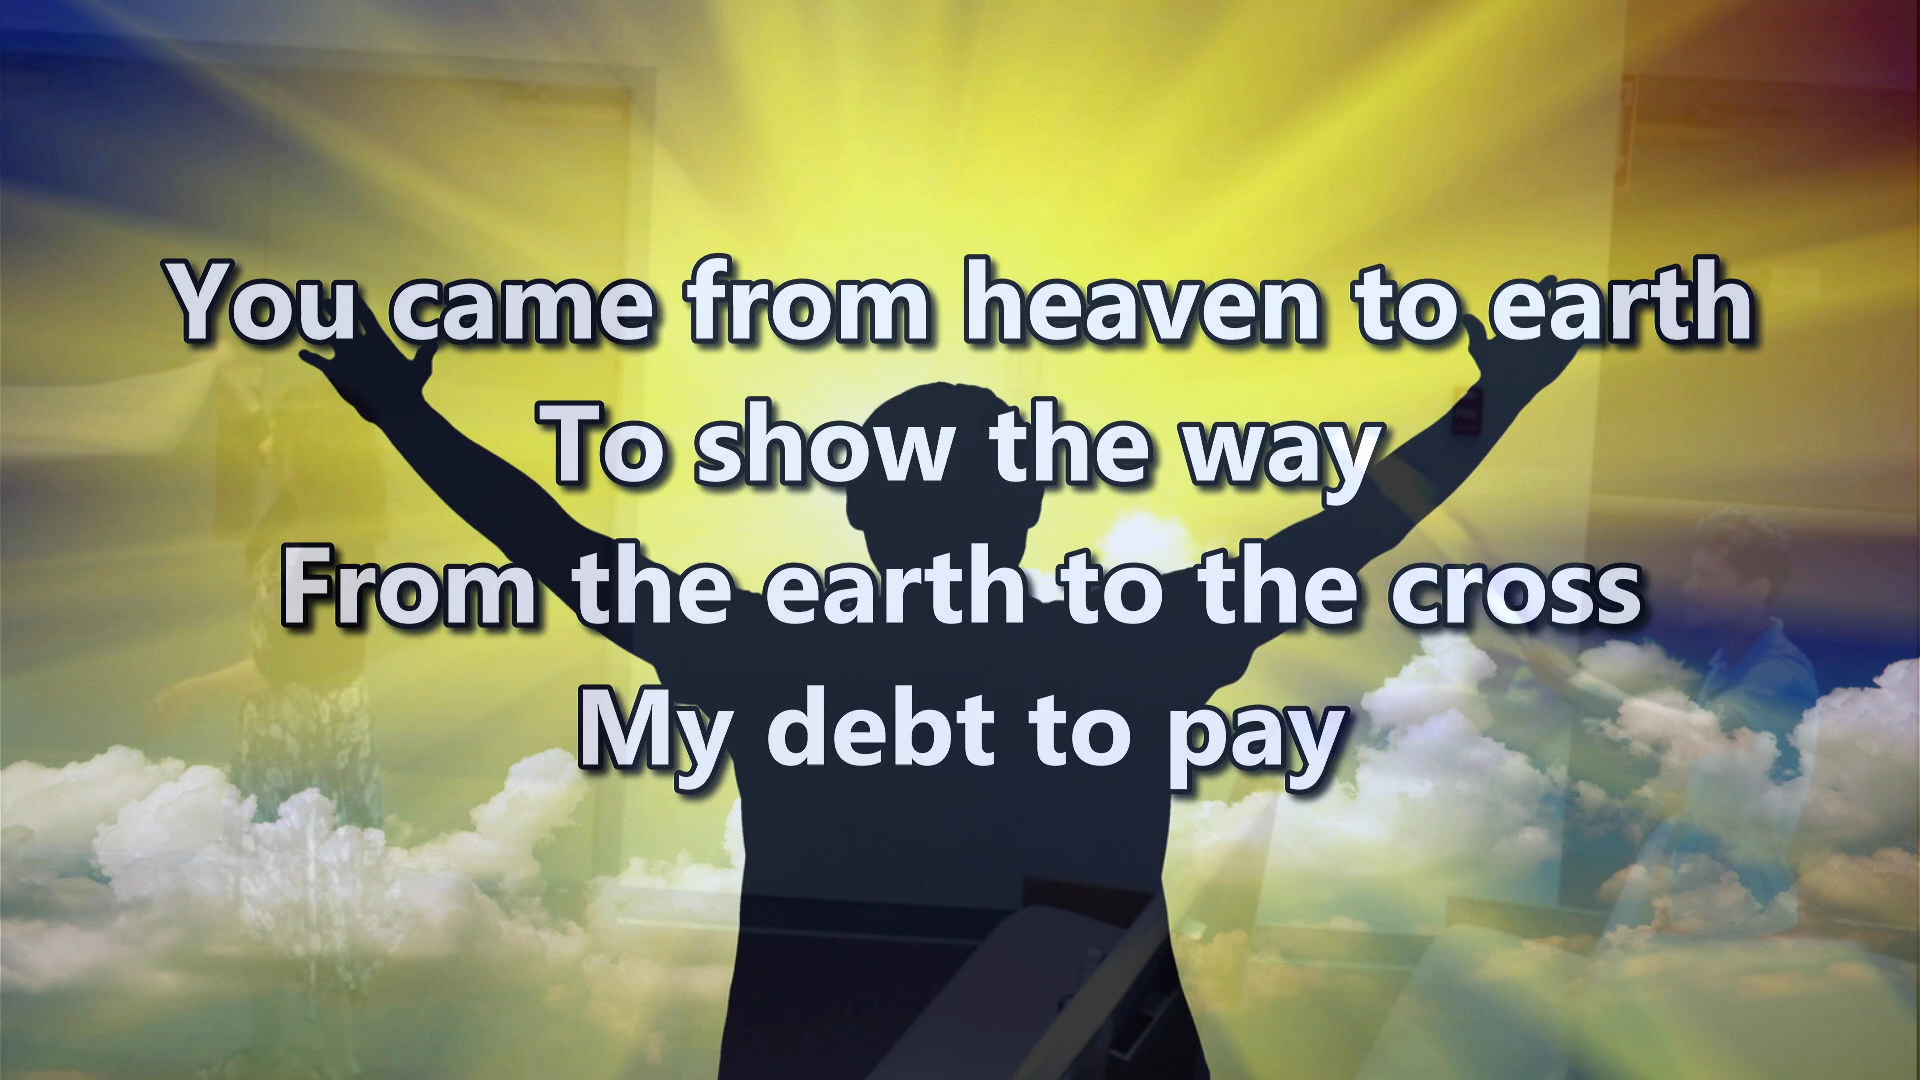 You came from heaven to earth
To show the way
From the earth to the cross
My debt to pay